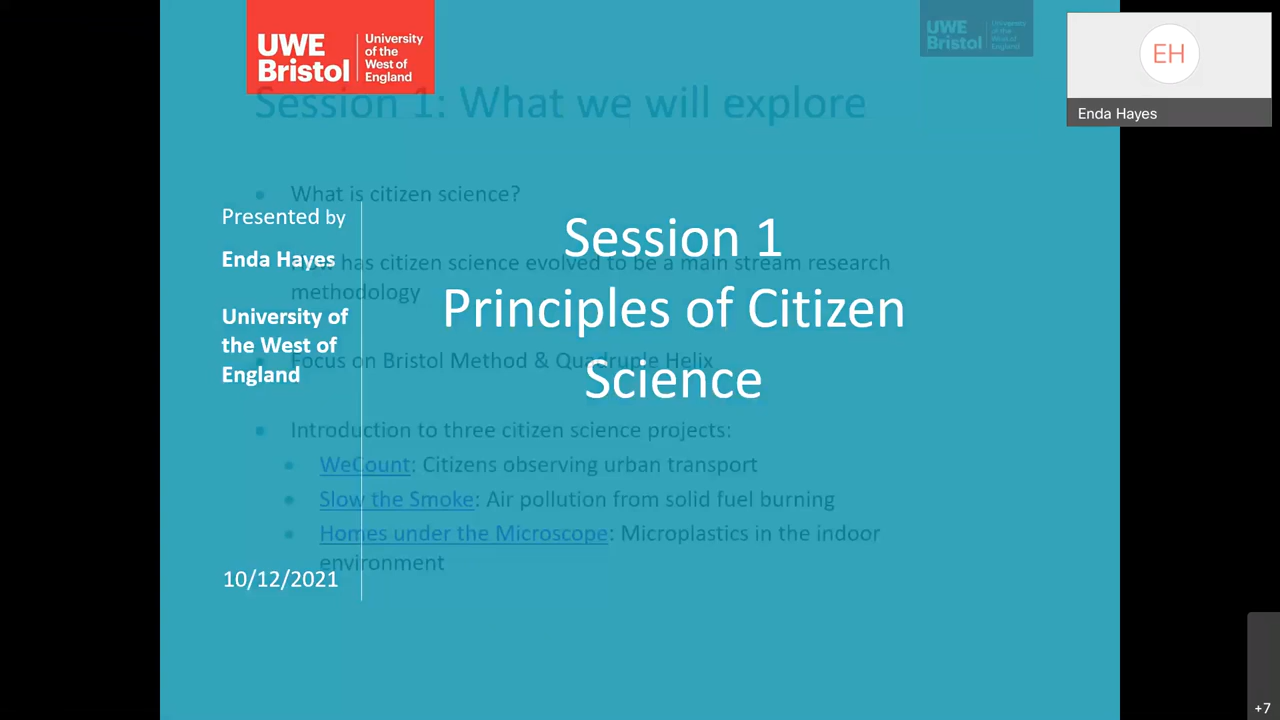 UWE
Bristol
University
of the
West of
England
UWE
Bristol
University
of the
West of
England
EH
Enda Hayes
Session 1: What we will explore
What is citizen science?
How has citizen science evolved to be a main stream research
methodology
Focus on Bristol Method & Quadruple Helix
Introduction to three citizen science projects:
WeCount: Citizens observing urban transport
Slow the Smoke: Air pollution from solid fuel burning
Homes under the Microscope: Microplastics in the indoor
environment
Presented by
Enda Hayes
University of
the West of
England
10/12/2021
Session 1
Principles of Citizen
Science
+7